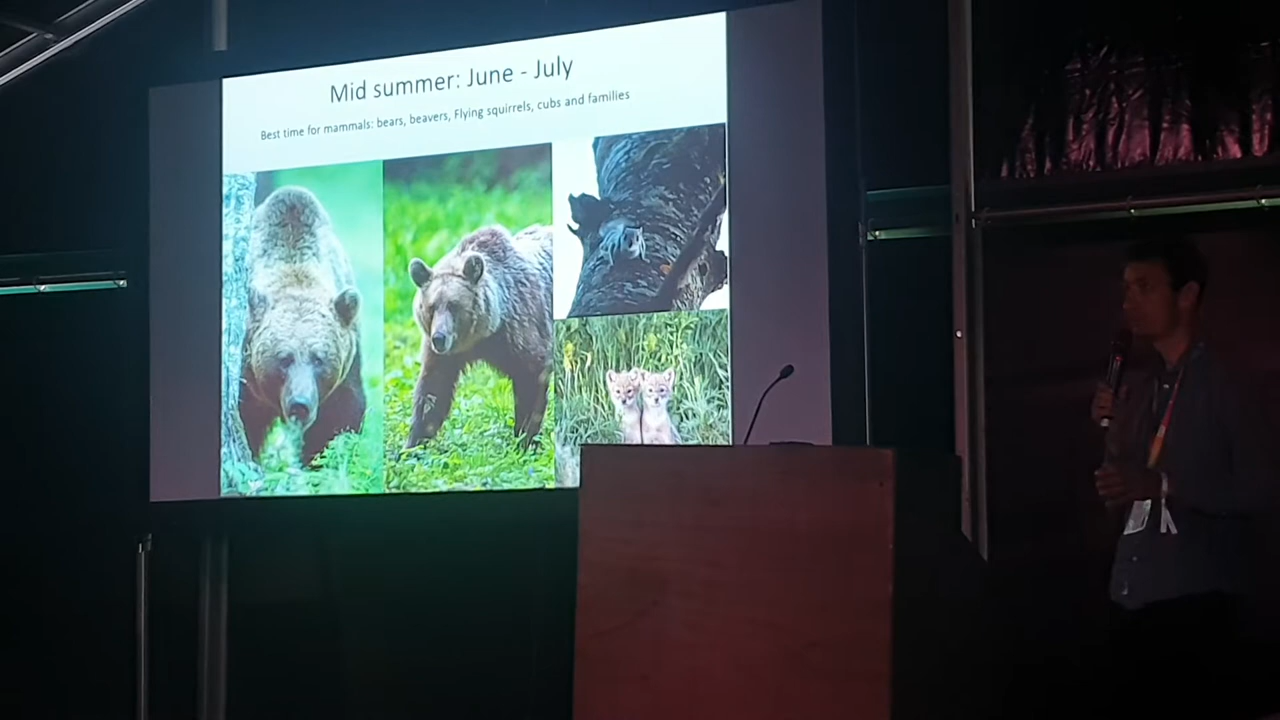 Mid summer: June - July
Best time for mammals: bears, beavers, Flying squirrels, cubs and families